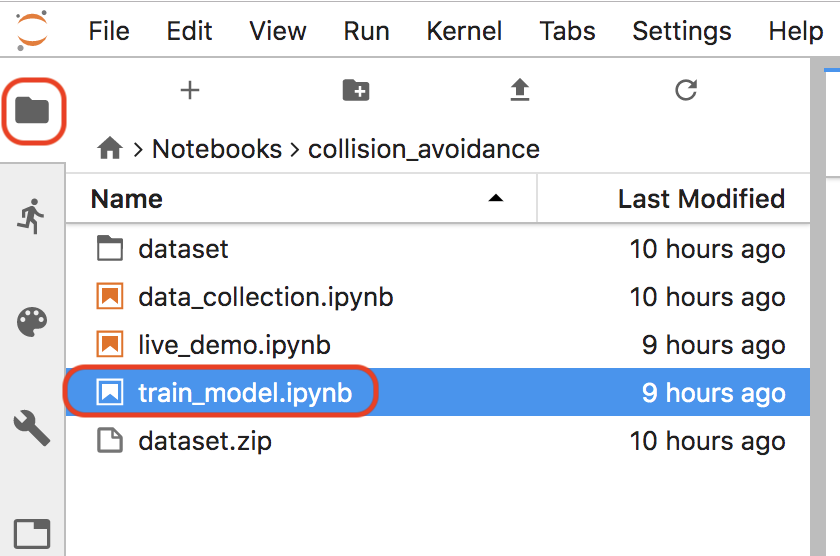 File Edit View Run Kernel Tabs Settings Help
> Notebooks > collision_avoidance
Name Last Modified
dataset 10 hours ago
data_collection.ipynb 10 hours ago
live_demo.ipynb 9 hours ago
train_model.ipynb 9 hours ago
dataset.zip 10 hours ago